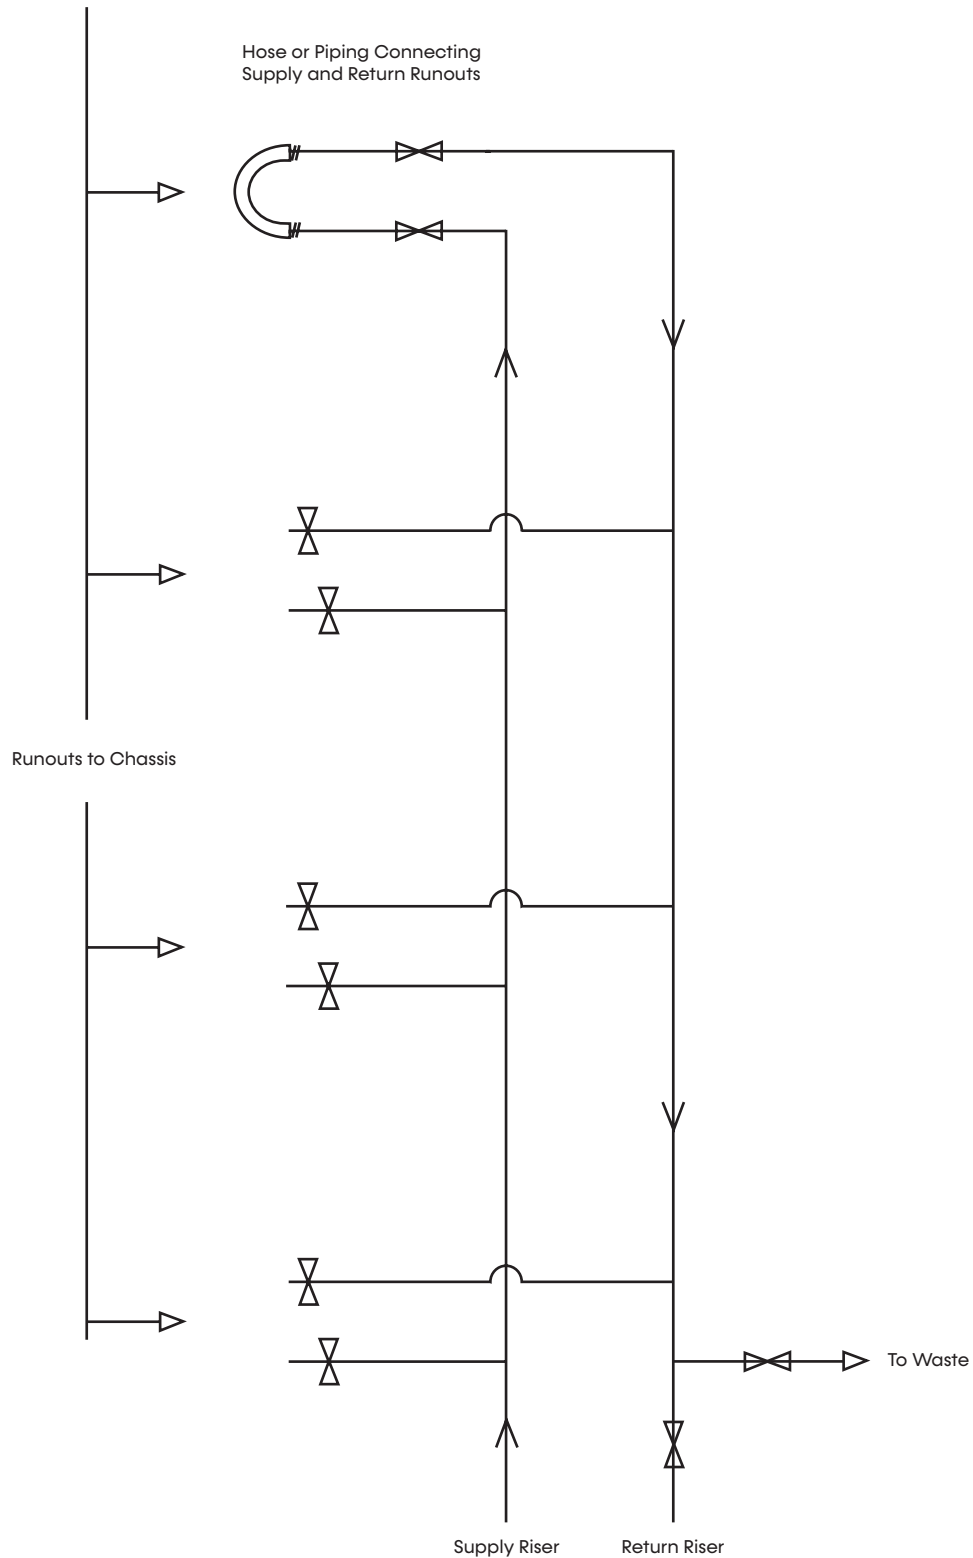 Hose or Piping Connecting
Supply and Return Runouts
Runouts to Chassis
To Waste
Supply Riser
Return Riser